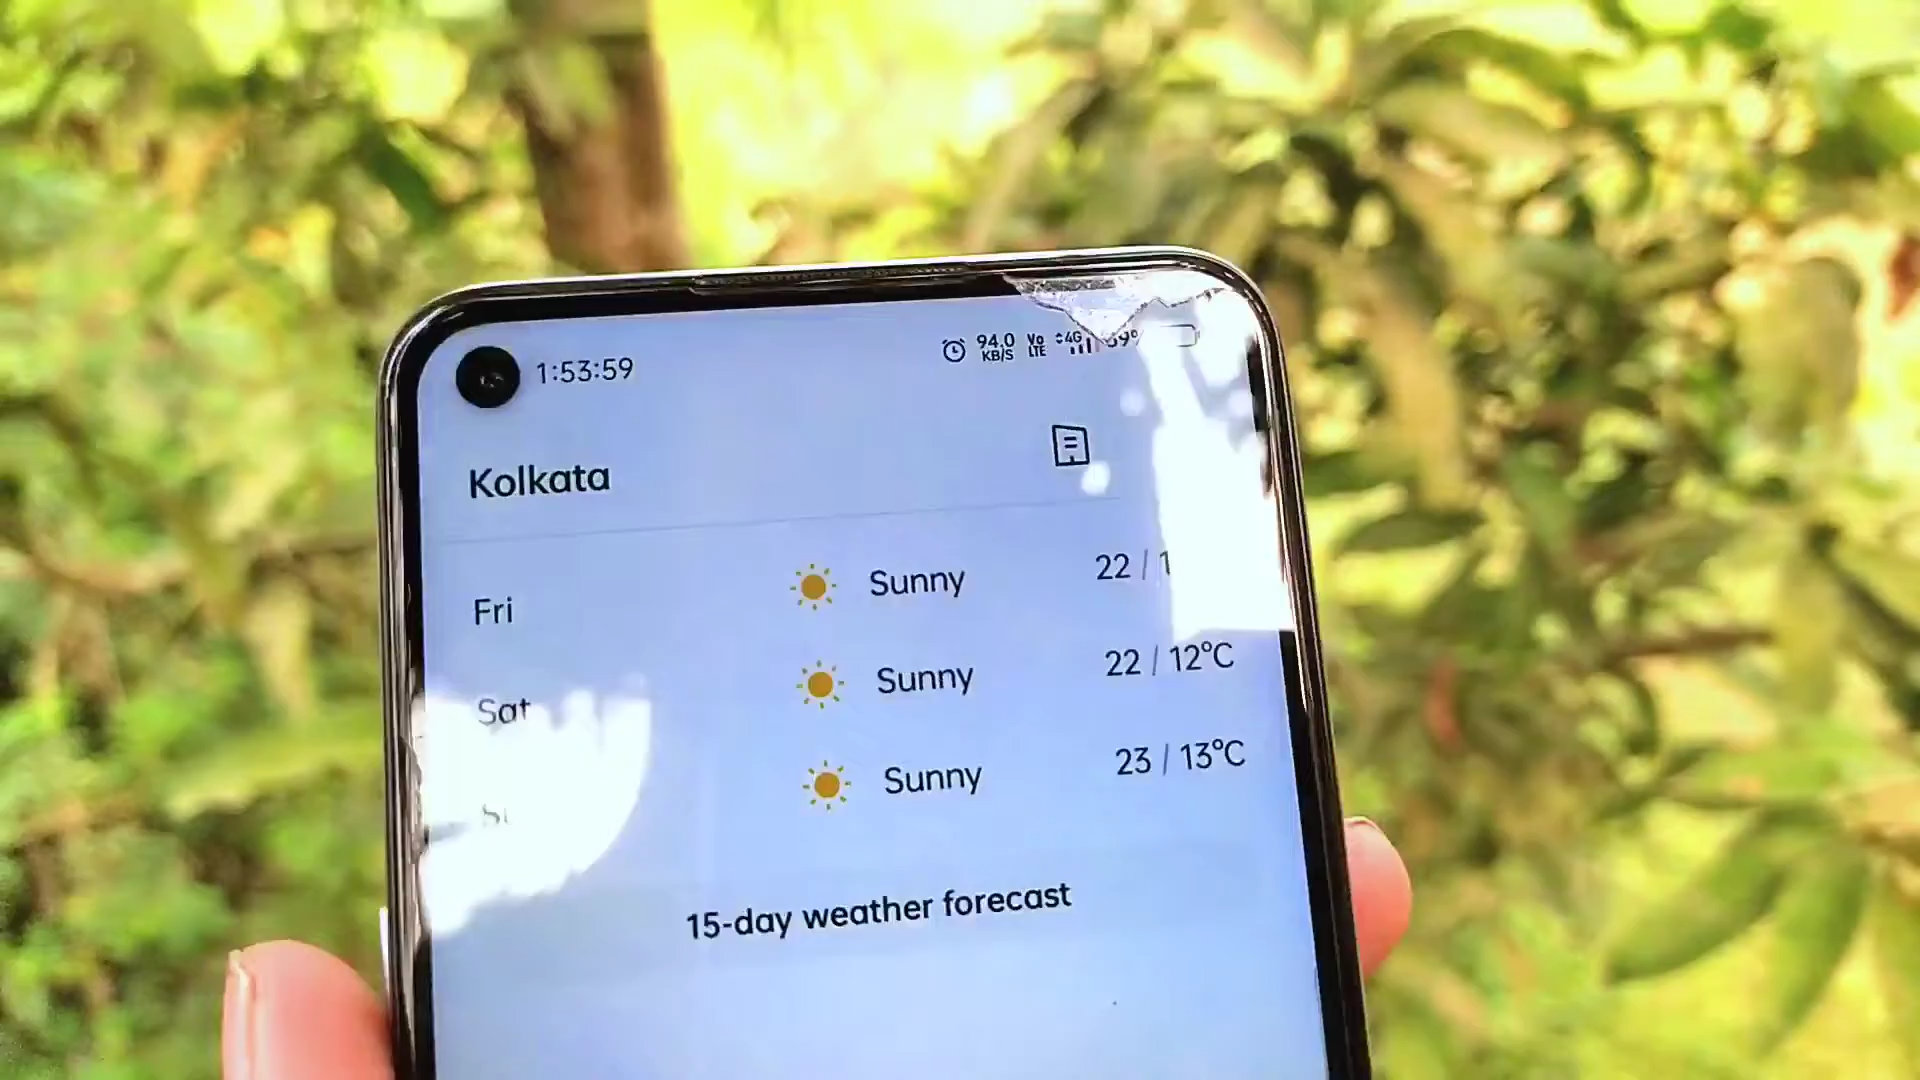 1:53:59 94.0 KB/S Vo LTE 4G
Kolkata
Fri Sunny 22 /
Sat Sunny 22 / 12°C
Sunny 23 / 13°C
15-day weather forecast